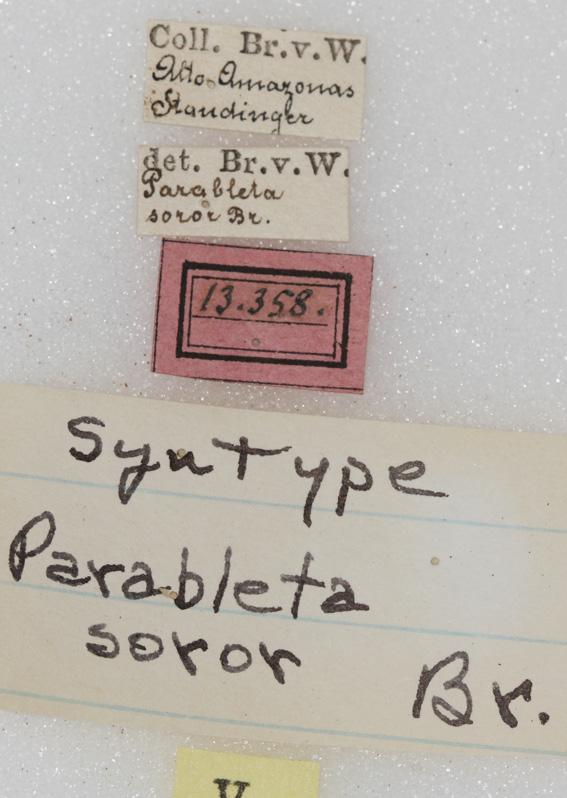 Coll. Br.v.W.
Alto Amazonas
Staudinger
det. Br.v.W.
Parableta
soror Br.
13.358.
Syntype
Parableta
soror
Br.
V